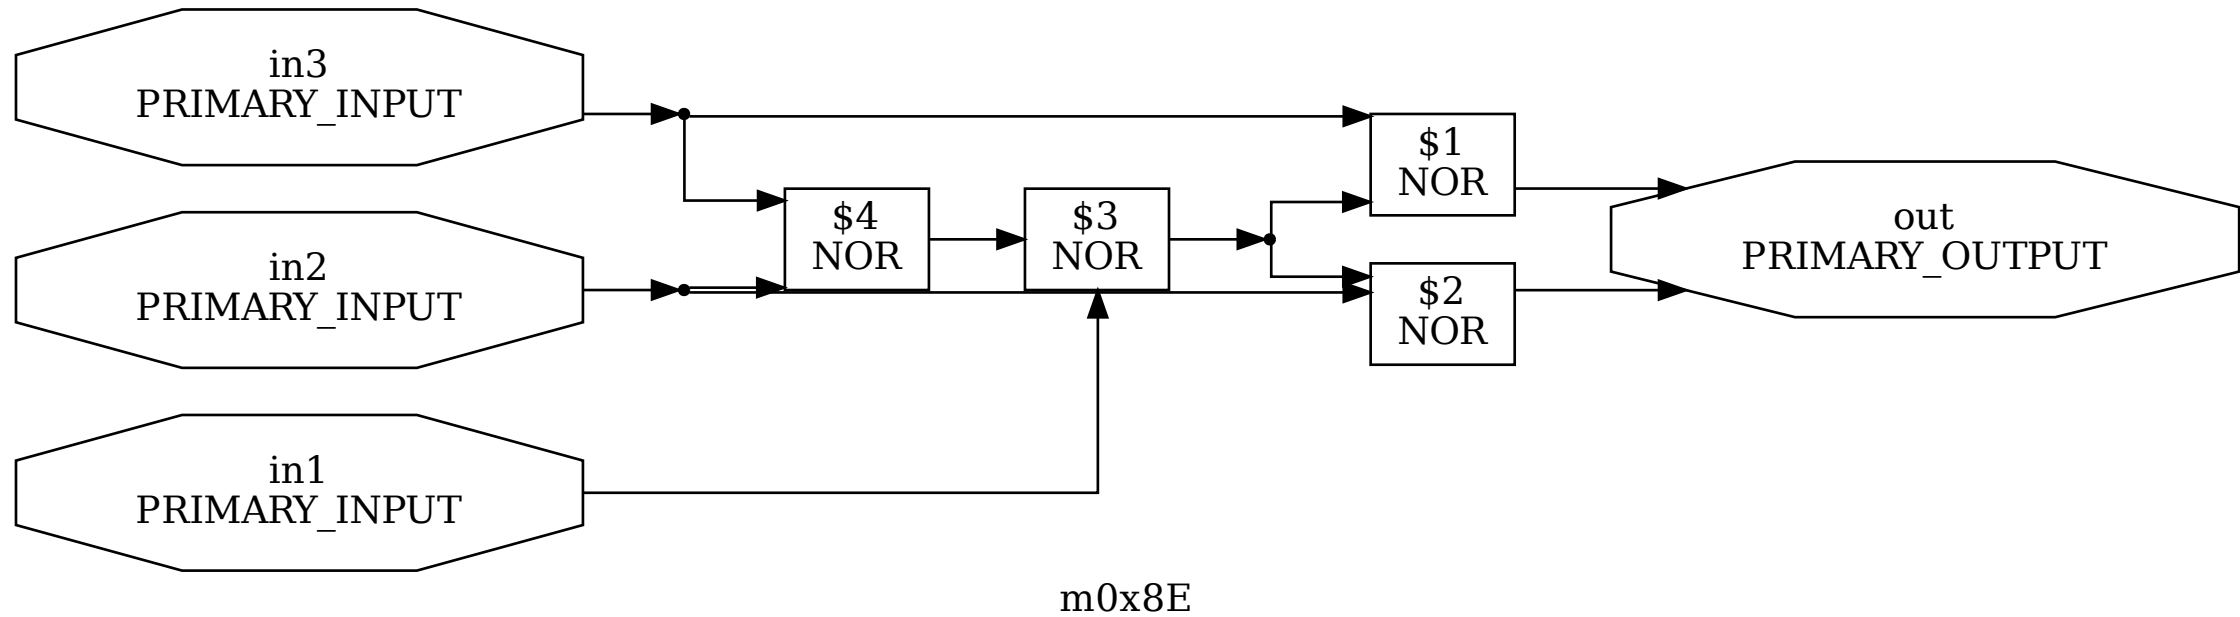 in3
PRIMARY_INPUT
in2
PRIMARY_INPUT
in1
PRIMARY_INPUT
$4
NOR
$3
NOR
$1
NOR
$2
NOR
out
PRIMARY_OUTPUT
m0x8E